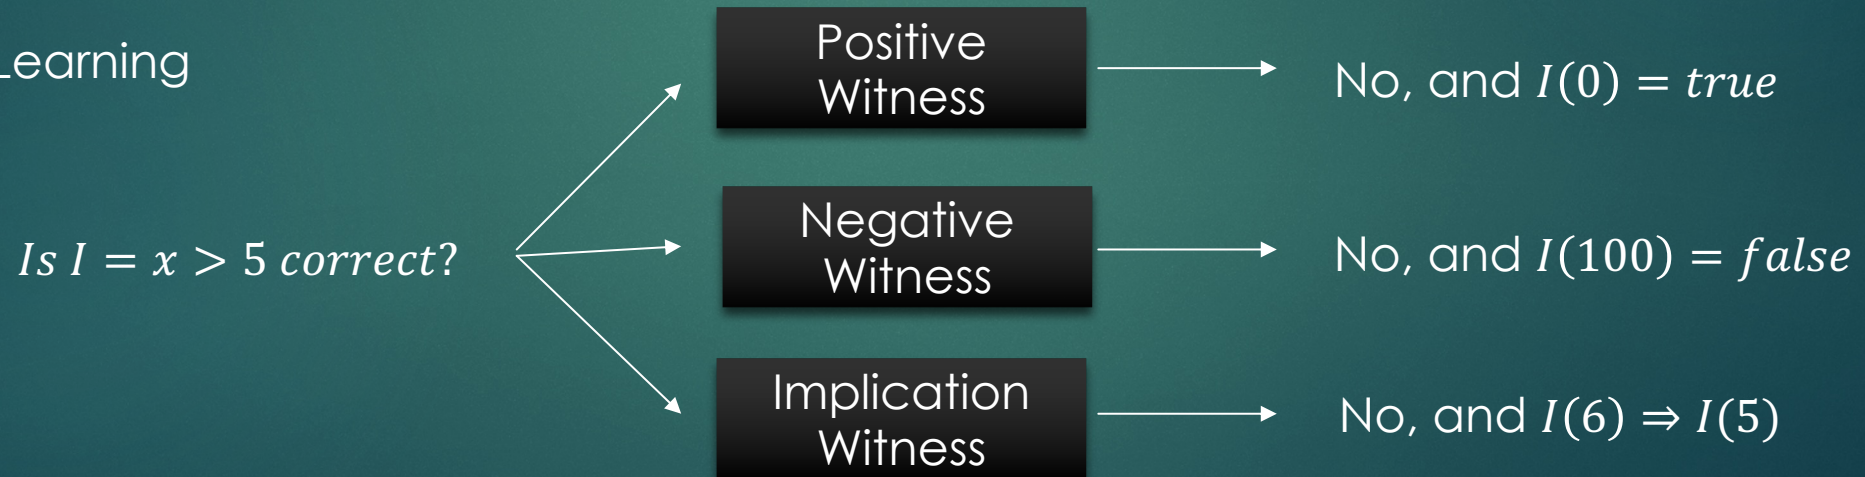 Learning
Is I = x > 5 correct?
Positive
Witness
No, and I(0) = true
Negative
Witness
No, and I(100) = false
Implication
Witness
No, and I(6) ⇒ I(5)